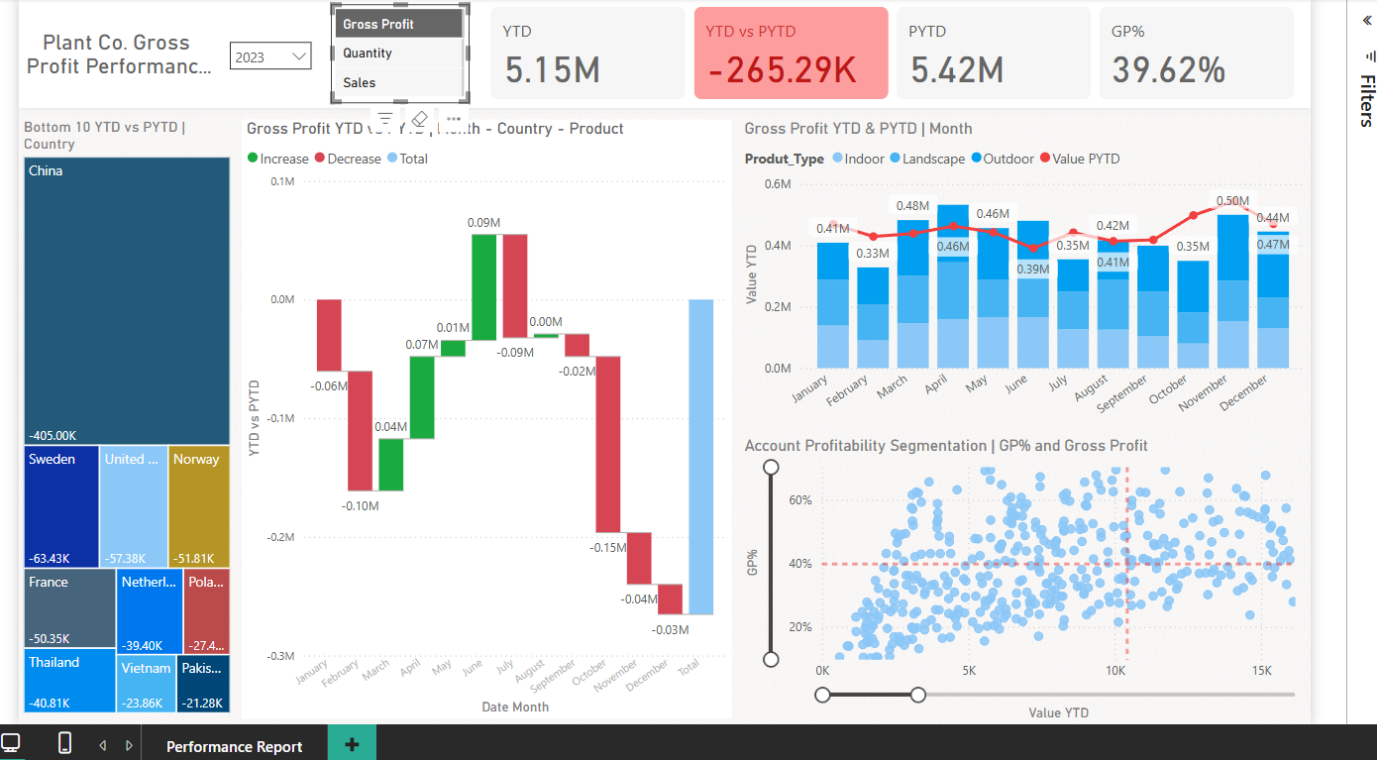 Plant Co. Gross
Profit Performanc...
2023
Gross Profit
Quantity
Sales
YTD
5.15M
YTD vs PYTD
-265.29K
PYTD
5.42M
GP%
39.62%
Filters
Bottom 10 YTD vs PYTD |
Country
China
-405.00K
Sweden
-63.43K
United ...
-57.38K
Norway
-51.81K
France
-50.35K
Netherl...
-39.40K
Pola...
-27.4...
Thailand
-40.81K
Vietnam
-23.86K
Pakis...
-21.28K
Gross Profit YTD | Month - Country - Product
Increase Decrease Total
YTD vs PYTD
0.1M
0.0M
-0.1M
-0.2M
-0.3M
-0.06M
-0.10M
0.04M
0.07M
0.01M
0.09M
-0.09M
0.00M
-0.02M
-0.15M
-0.04M
-0.03M
January
February
March
April
May
June
July
August
September
October
November
December
Total
Date Month
Gross Profit YTD & PYTD | Month
Produt_Type Indoor Landscape Outdoor Value PYTD
Value YTD
0.6M
0.4M
0.2M
0.0M
0.41M
0.33M
0.48M
0.46M
0.46M
0.39M
0.35M
0.42M
0.41M
0.35M
0.50M
0.44M
0.47M
January
February
March
April
May
June
July
August
September
October
November
December
Account Profitability Segmentation | GP% and Gross Profit
GP%
60%
40%
20%
0K
5K
10K
15K
Value YTD
Performance Report